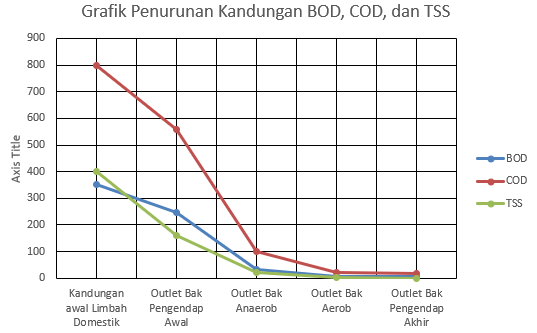 Grafik Penurunan Kandungan BOD, COD, dan TSS
900
800
700
600
500
400
300
200
100
0
Axis Title
Kandungan
awal Limbah
Domestik
Outlet Bak
Pengendap
Awal
Outlet Bak
Anaerob
Outlet Bak
Aerob
Outlet Bak
Pengendap
Akhir
BOD
COD
TSS